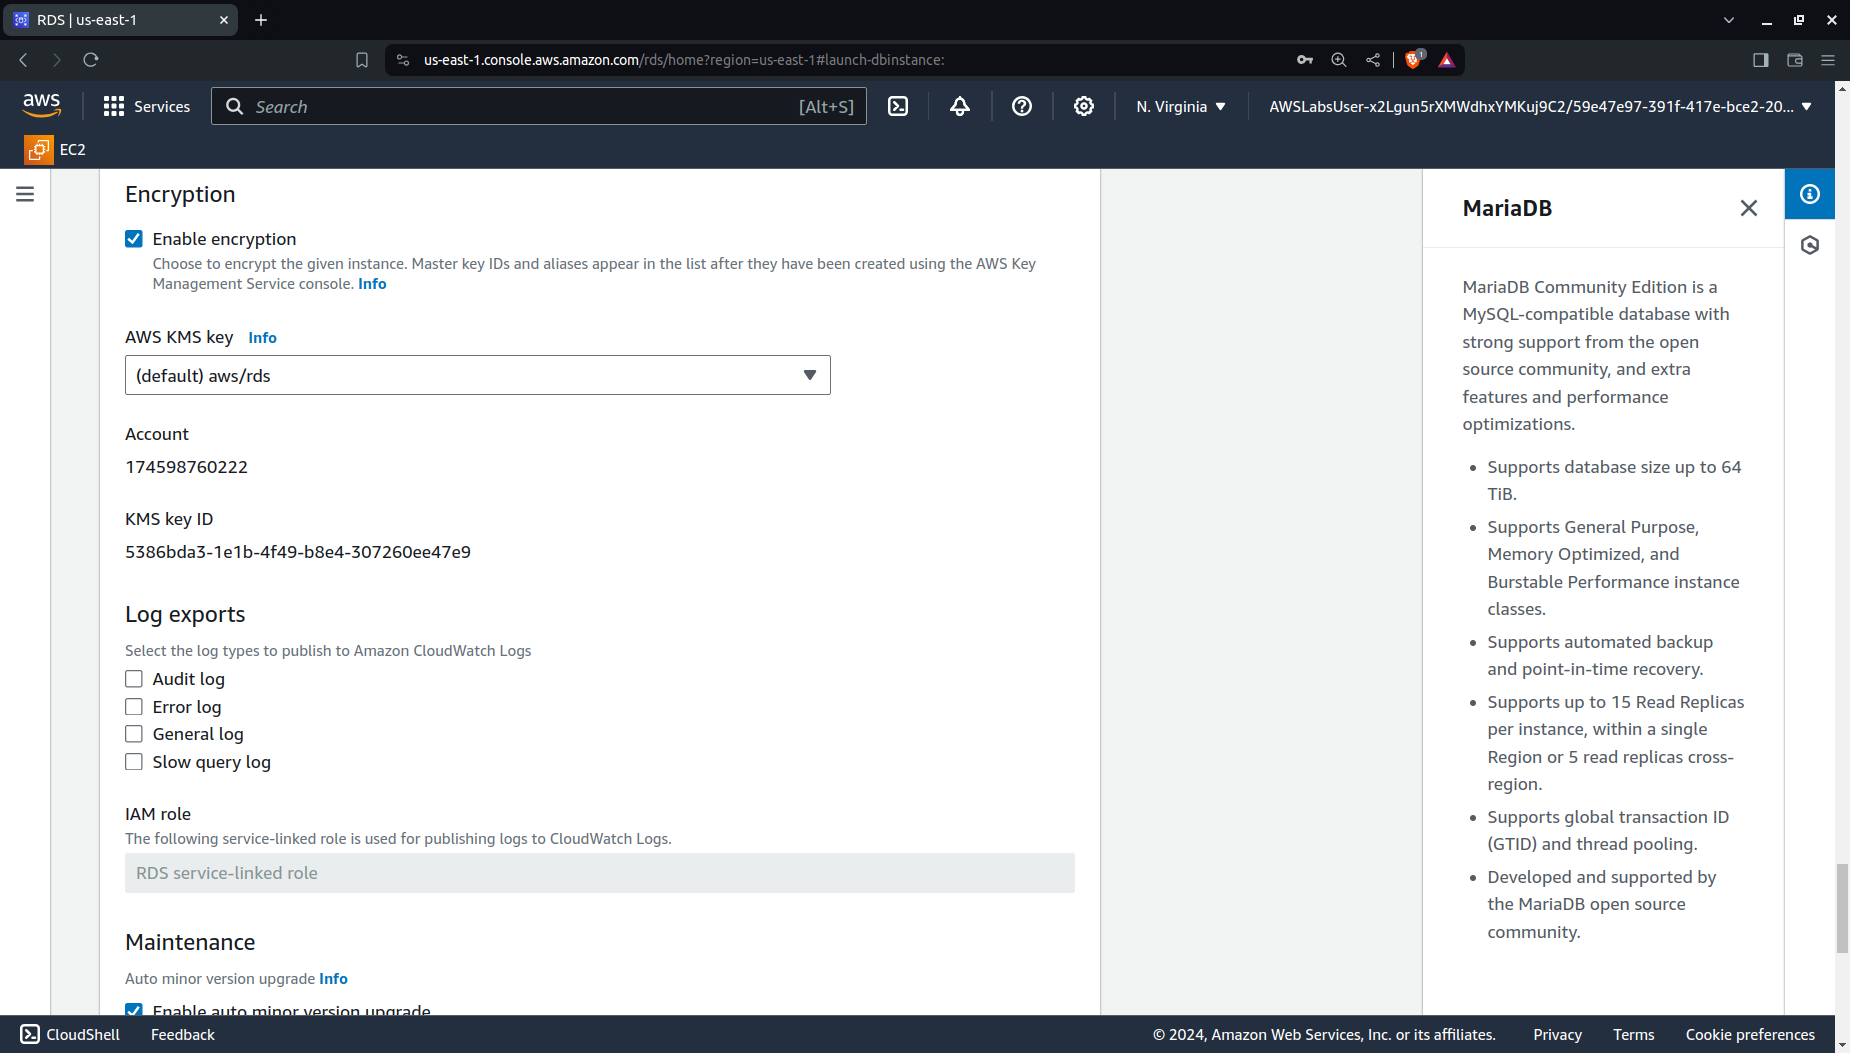 RDS | us-east-1
us-east-1.console.aws.amazon.com/rds/home?region=us-east-1#launch-dbinstance:
1
aws
Services
Search
[Alt+S]
N. Virginia
AWSLabsUser-x2Lgun5rXMWdhxYMKuj9C2/59e47e97-391f-417e-bce2-20...
EC2
Encryption
Enable encryption
Choose to encrypt the given instance. Master key IDs and aliases appear in the list after they have been created using the AWS Key
Management Service console. Info
AWS KMS key Info
(default) aws/rds
Account
174598760222
KMS key ID
5386bda3-1e1b-4f49-b8e4-307260ee47e9
Log exports
Select the log types to publish to Amazon CloudWatch Logs
Audit log
Error log
General log
Slow query log
IAM role
The following service-linked role is used for publishing logs to CloudWatch Logs.
RDS service-linked role
Maintenance
Auto minor version upgrade Info
Enable auto minor version upgrade
MariaDB
MariaDB Community Edition is a
MySQL-compatible database with
strong support from the open
source community, and extra
features and performance
optimizations.
• Supports database size up to 64
TiB.
• Supports General Purpose,
Memory Optimized, and
Burstable Performance instance
classes.
• Supports automated backup
and point-in-time recovery.
• Supports up to 15 Read Replicas
per instance, within a single
Region or 5 read replicas cross-
region.
• Supports global transaction ID
(GTID) and thread pooling.
• Developed and supported by
the MariaDB open source
community.
CloudShell
Feedback
© 2024, Amazon Web Services, Inc. or its affiliates.
Privacy
Terms
Cookie preferences